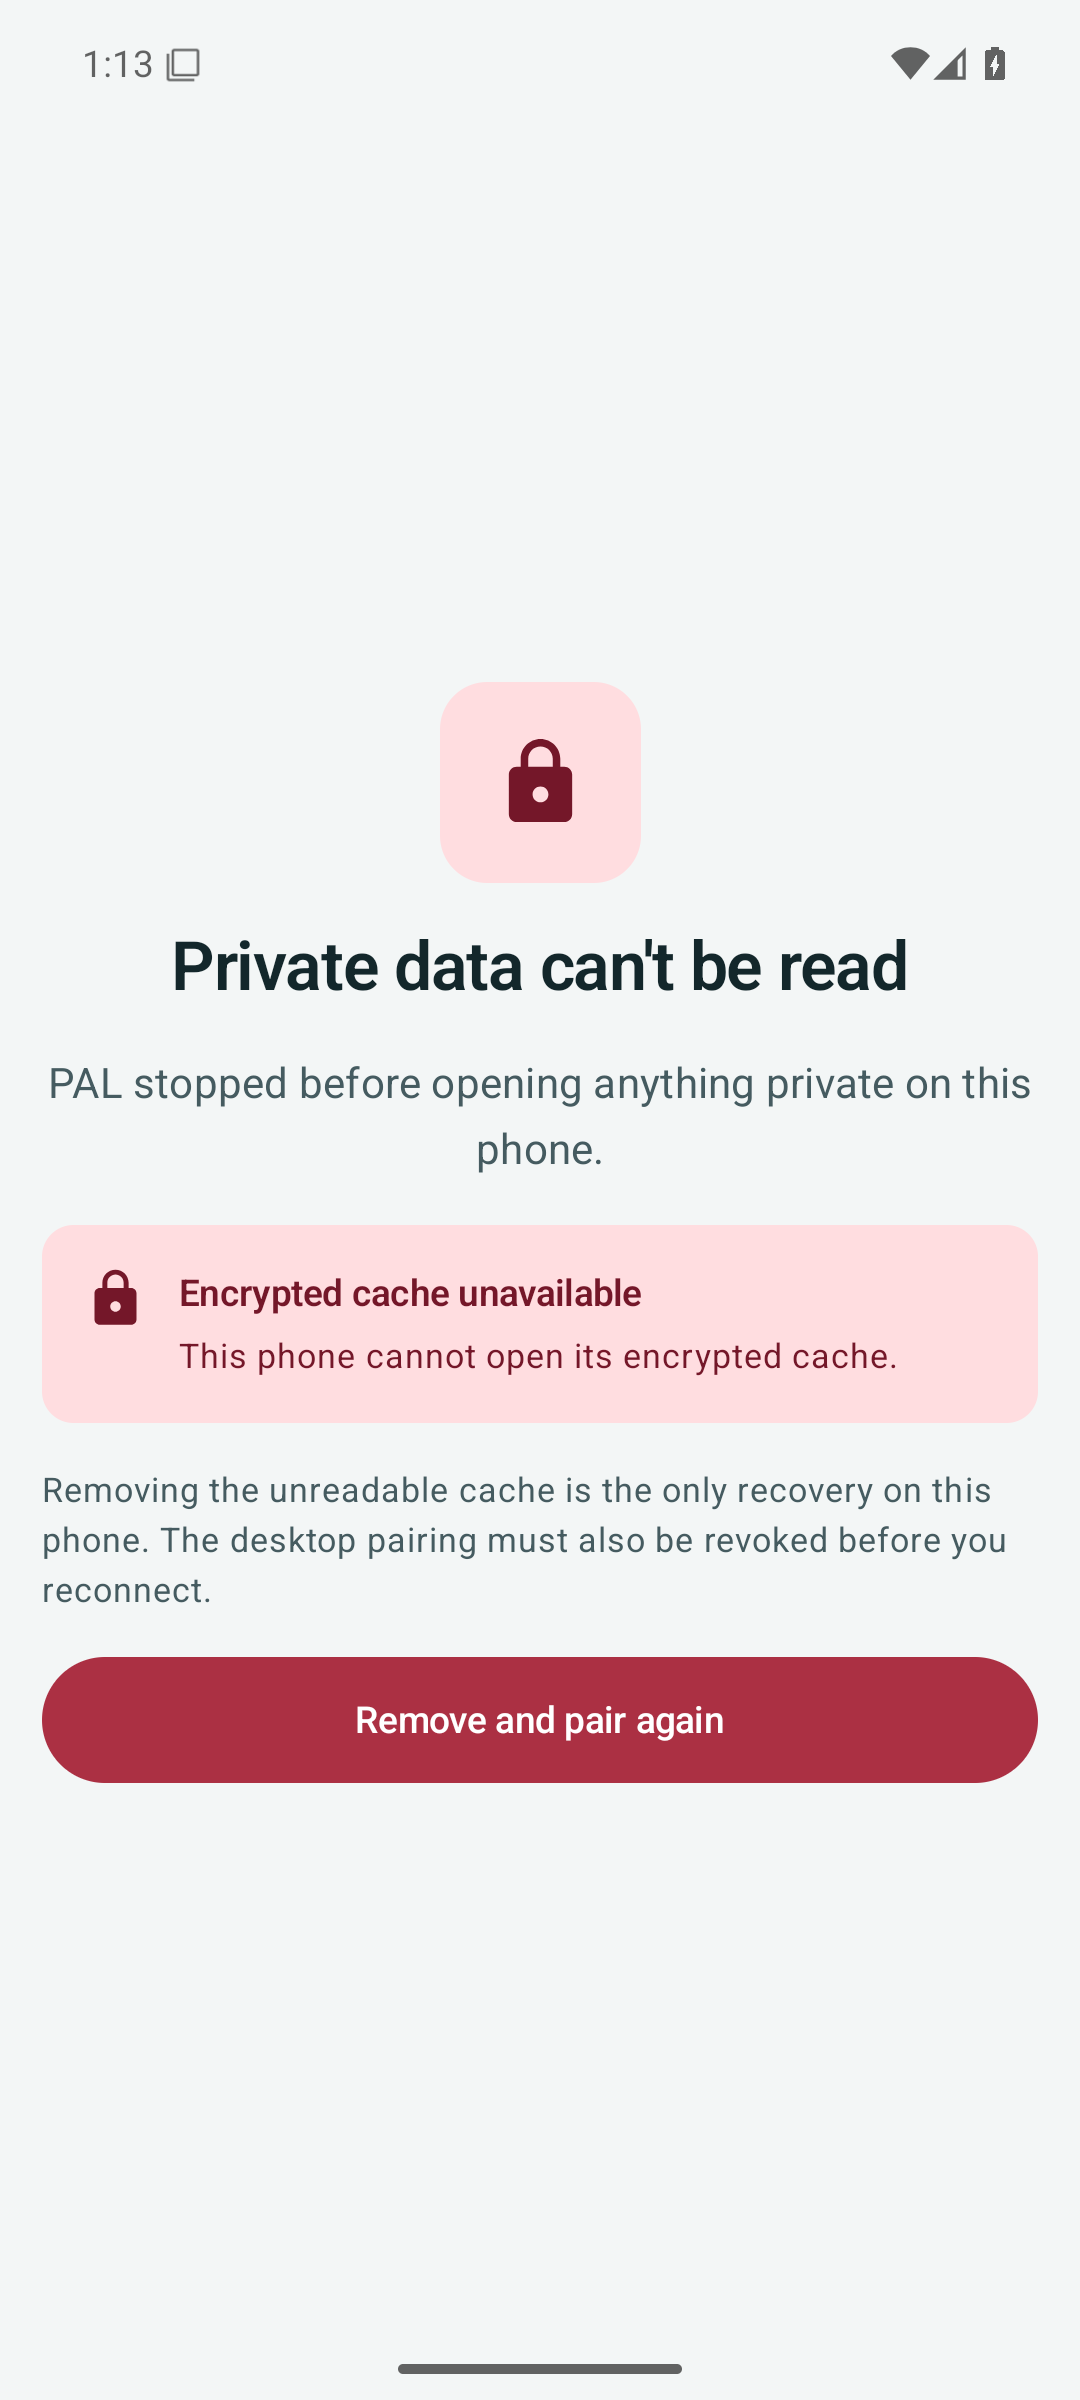 1:13
Private data can't be read
PAL stopped before opening anything private on this
phone.
Encrypted cache unavailable
This phone cannot open its encrypted cache.
Removing the unreadable cache is the only recovery on this
phone. The desktop pairing must also be revoked before you
reconnect.
Remove and pair again